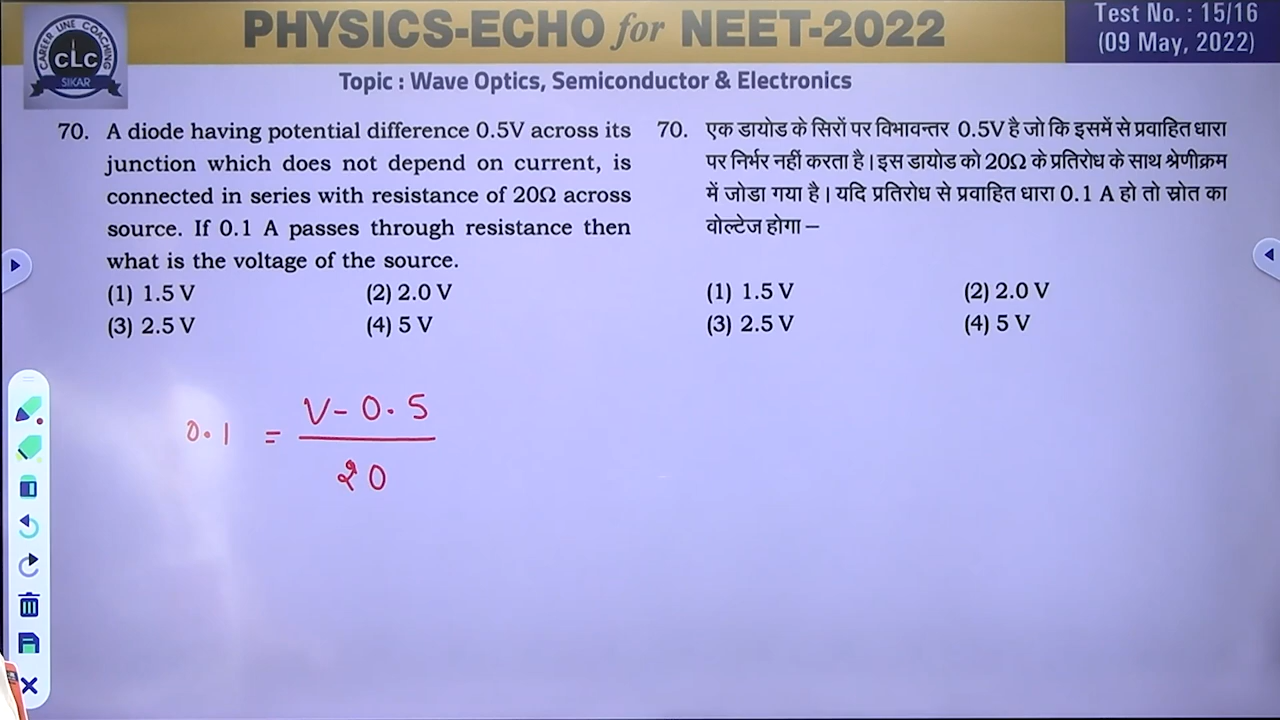 CAREER LINE COACHING
CLC
SIKAR
PHYSICS-ECHO for NEET-2022
Test No. : 15/16
(09 May, 2022)
Topic : Wave Optics, Semiconductor & Electronics
70. A diode having potential difference 0.5V across its
junction which does not depend on current, is
connected in series with resistance of 20Ω across
source. If 0.1 A passes through resistance then
what is the voltage of the source.
(1) 1.5 V (2) 2.0 V
(3) 2.5 V (4) 5 V
70. एक डायोड के सिरों पर विभावन्तर 0.5V है जो कि इसमें से प्रवाहित धारा
पर निर्भर नहीं करता है। इस डायोड को 20Ω के प्रतिरोध के साथ श्रेणीक्रम
में जोडा गया है। यदि प्रतिरोध से प्रवाहित धारा 0.1 A हो तो स्रोत का
वोल्टेज होगा –
(1) 1.5 V (2) 2.0 V
(3) 2.5 V (4) 5 V
V - 0.5
0.1 =
20